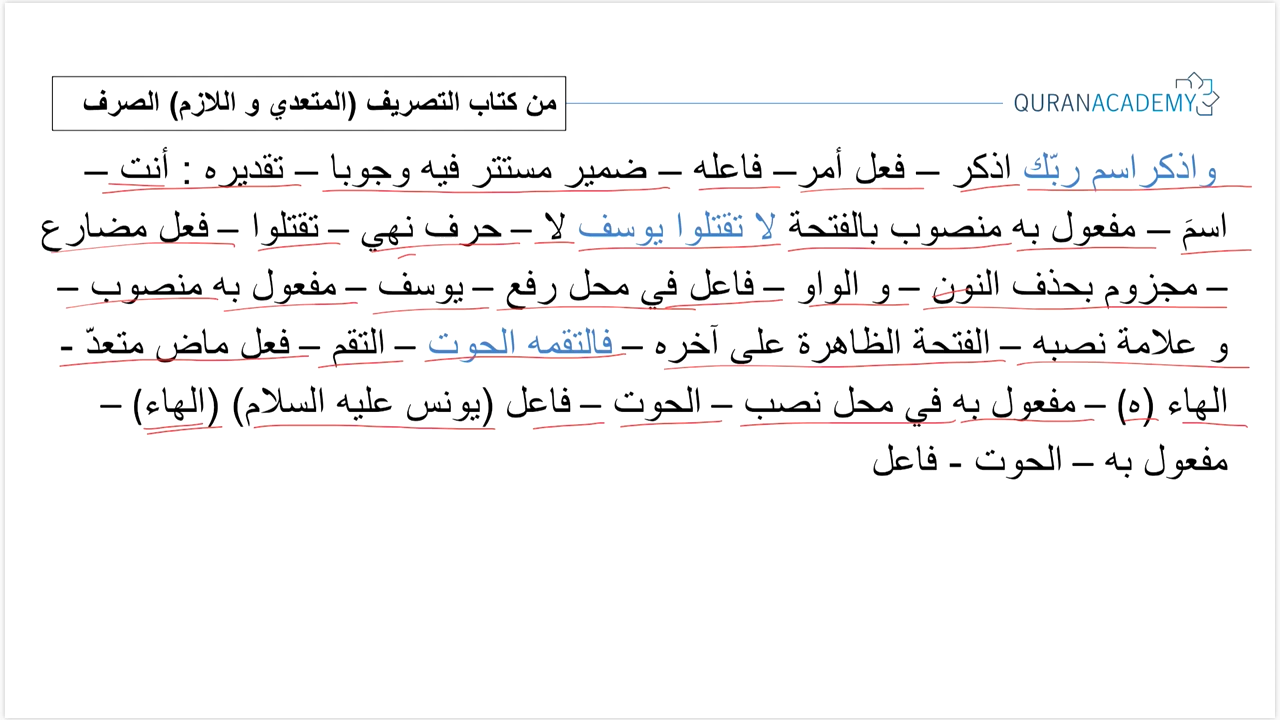 من كتاب التصريف (المتعدي و اللازم) الصرف
QURANACADEMY
و اذكر اسم ربّك اذكر – فعل أمر – فاعله – ضمير مستتر فيه وجوبا – تقديره : أنت –
اسمَ – مفعول به منصوب بالفتحة لا تقتلوا يوسف لا – حرف نهي – تقتلوا – فعل مضارع
– مجزوم بحذف النون – و الواو – فاعل في محل رفع – يوسف – مفعول به منصوب –
و علامة نصبه – الفتحة الظاهرة على آخره – فالتقمه الحوت – التقم – فعل ماض متعدّ -
الهاء (ه) – مفعول به في محل نصب – الحوت – فاعل (يونس عليه السلام) (الهاء) –
مفعول به – الحوت - فاعل